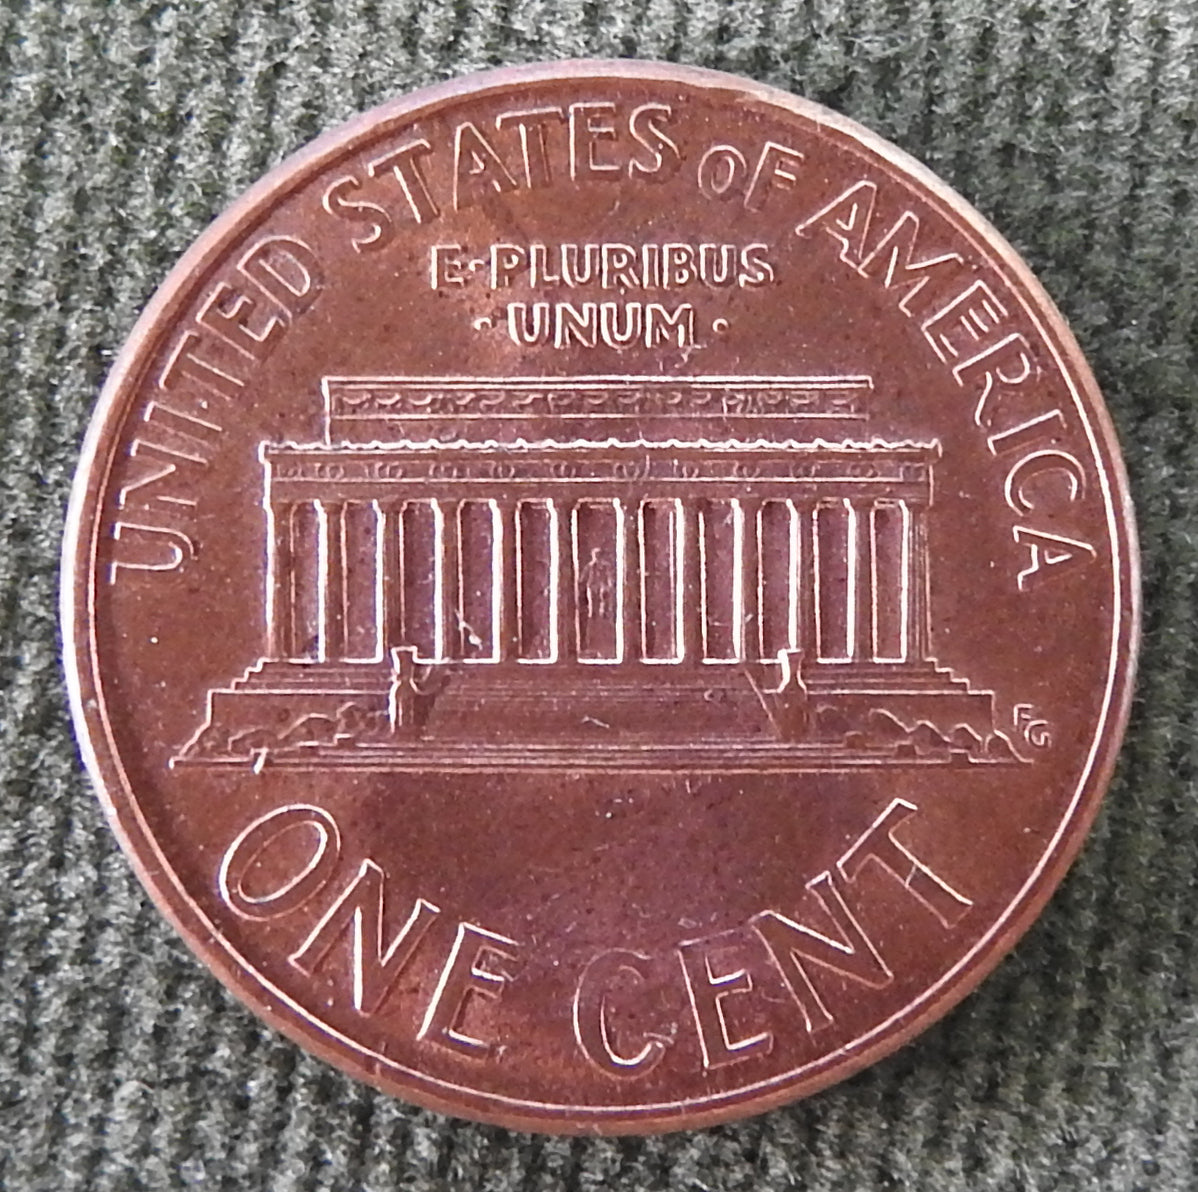 UNITED STATES OF AMERICA
E·PLURIBUS
·UNUM·
FG
ONE CENT